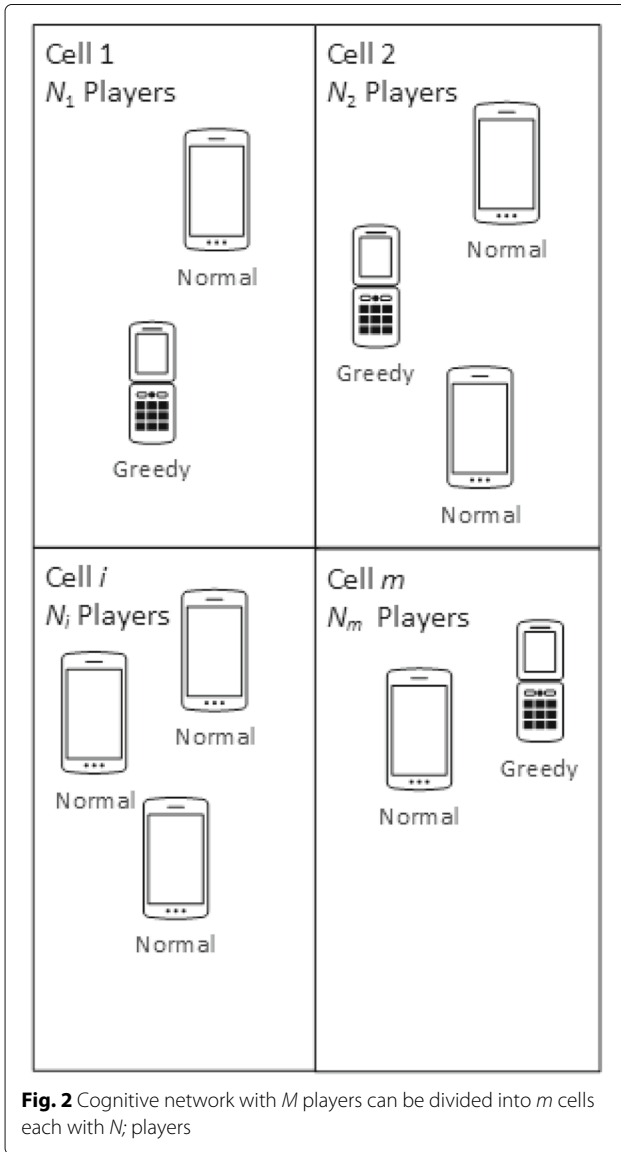 Cell 1
N₁ Players
Normal
Greedy
Cell 2
N₂ Players
Normal
Greedy
Normal
Cell i
Nᵢ Players
Normal
Normal
Normal
Cell m
Nₘ Players
Greedy
Normal
Fig. 2 Cognitive network with M players can be divided into m cells
each with N; players